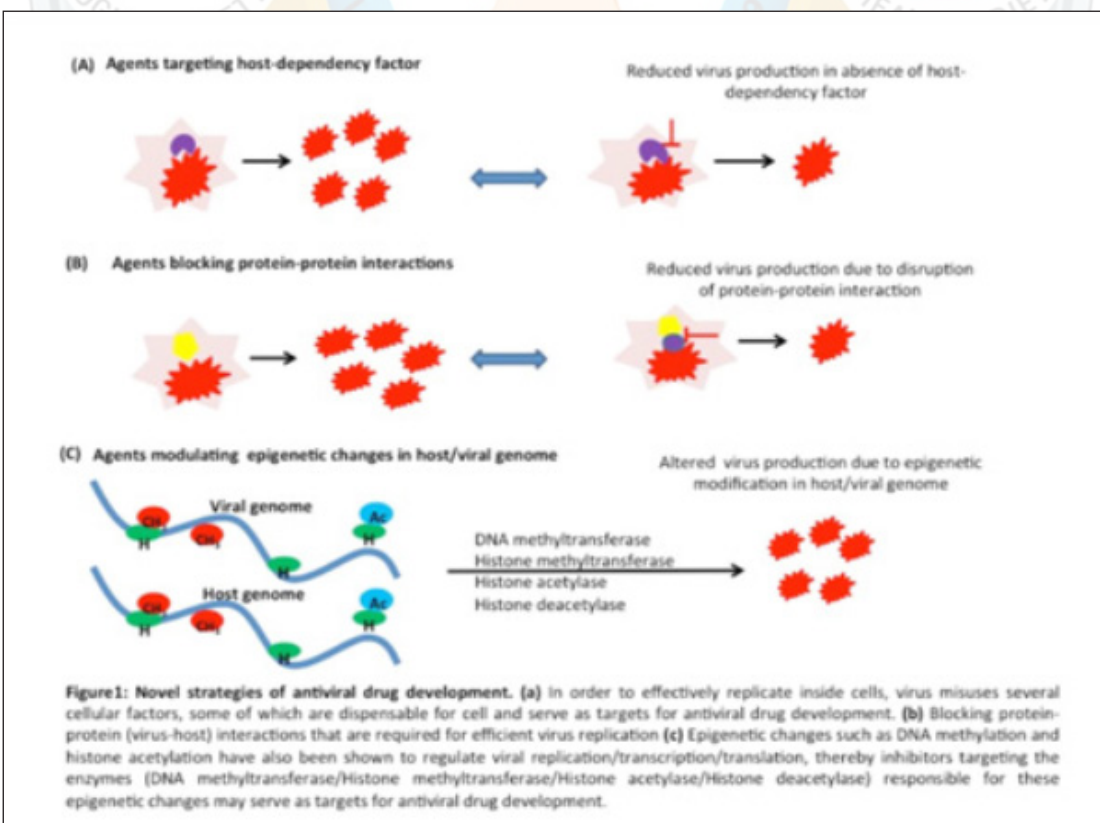 (A) Agents targeting host-dependency factor
Reduced virus production in absence of host-
dependency factor
(B) Agents blocking protein-protein interactions
Reduced virus production due to disruption
of protein-protein interaction
(C) Agents modulating epigenetic changes in host/viral genome
Altered virus production due to epigenetic
modification in host/viral genome
Viral genome
CH₃
H
CH₃
H
Ac
H
Host genome
CH₃
H
CH₃
H
Ac
H
DNA methyltransferase
Histone methyltransferase
Histone acetylase
Histone deacetylase
Figure1: Novel strategies of antiviral drug development. (a) In order to effectively replicate inside cells, virus misuses several
cellular factors, some of which are dispensable for cell and serve as targets for antiviral drug development. (b) Blocking protein-
protein (virus-host) interactions that are required for efficient virus replication (c) Epigenetic changes such as DNA methylation and
histone acetylation have also been shown to regulate viral replication/transcription/translation, thereby inhibitors targeting the
enzymes (DNA methyltransferase/Histone methyltransferase/Histone acetylase/Histone deacetylase) responsible for these
epigenetic changes may serve as targets for antiviral drug development.